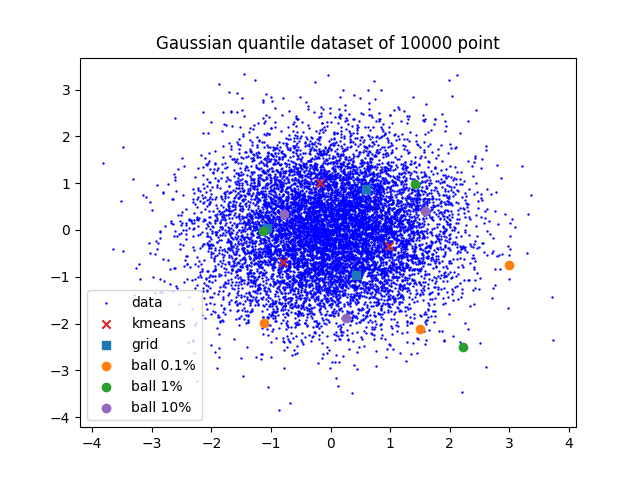 Gaussian quantile dataset of 10000 point
3
2
1
0
−1
−2
−3
−4
data
kmeans
grid
ball 0.1%
ball 1%
ball 10%
−4 −3 −2 −1 0 1 2 3 4